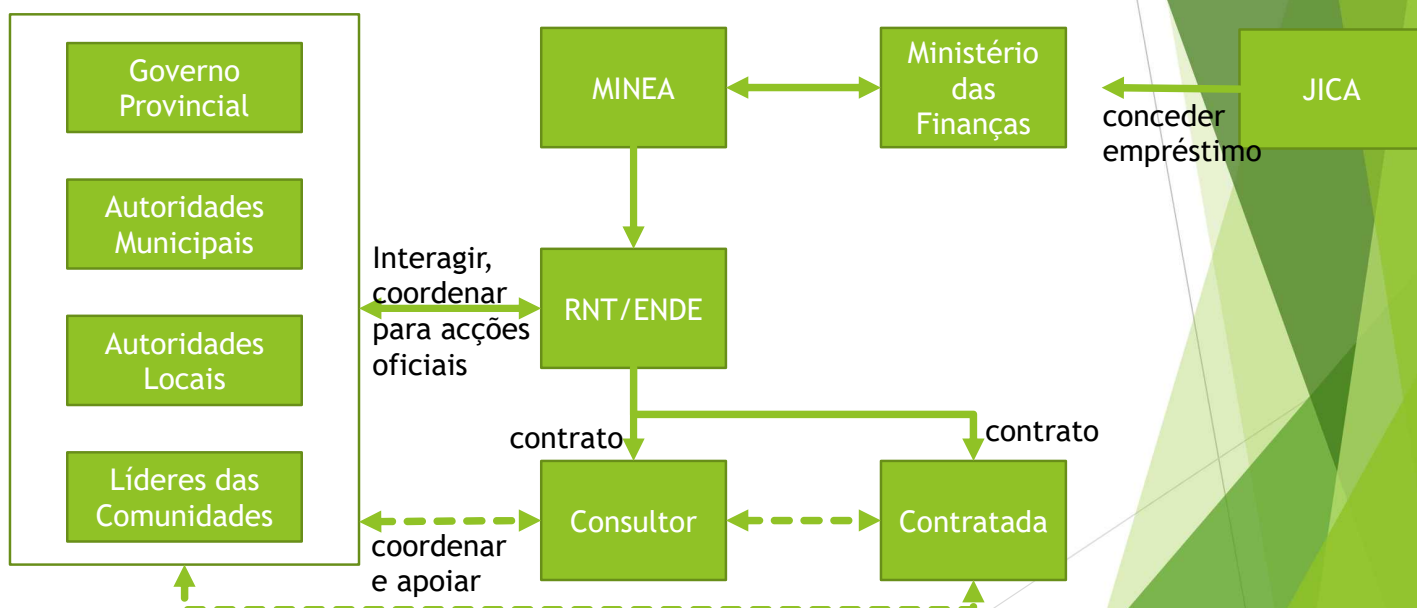 Governo
Provincial
Autoridades
Municipais
Autoridades
Locais
Líderes das
Comunidades
Interagir,
coordenar
para acções
oficiais
coordenar
e apoiar
MINEA
Ministério
das
Finanças
conceder
empréstimo
JICA
RNT/ENDE
contrato
contrato
Consultor
Contratada